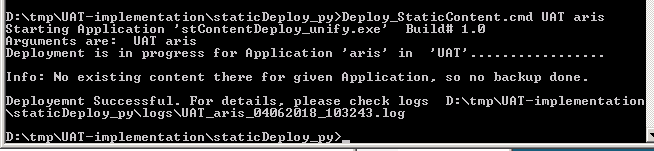 D:\tmp\UAT-implementation\staticDeploy_py>Deploy_StaticContent.cmd UAT aris
Starting Application 'stContentDeploy_unify.exe'  Build# 1.0
Arguments are:  UAT aris
Deployment is in progress for Application 'aris' in  'UAT'.................
Info: No existing content there for given Application, so no backup done.
Deployemnt Successful. For details, please check logs  D:\tmp\UAT-implementation
\staticDeploy_py\logs\UAT_aris_04062018_103243.log
D:\tmp\UAT-implementation\staticDeploy_py>_